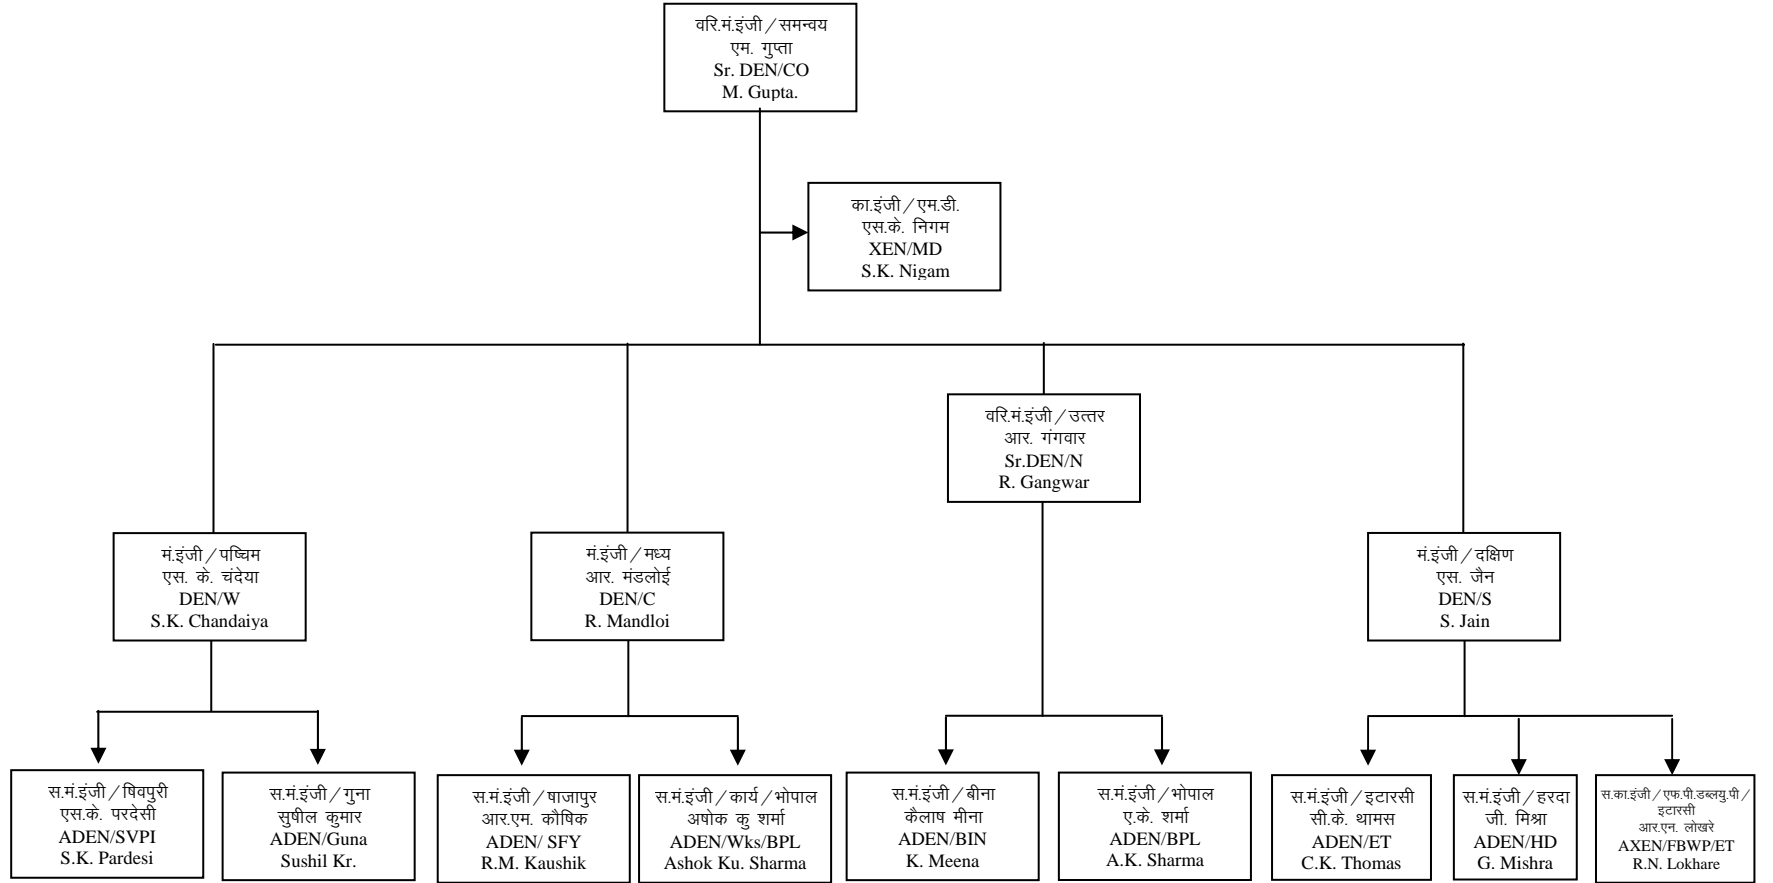 वरि.मं.इंजी/समन्वय
एम. गुप्ता
Sr. DEN/CO
M. Gupta.
का.इंजी/एम.डी.
एस.के. निगम
XEN/MD
S.K. Nigam
वरि.मं.इंजी/उत्तर
आर. गंगवार
Sr.DEN/N
R. Gangwar
मं.इंजी/पष्चिम
एस. के. चंदेया
DEN/W
S.K. Chandaiya
मं.इंजी/मध्य
आर. मंडलोई
DEN/C
R. Mandloi
मं.इंजी/दक्षिण
एस. जैन
DEN/S
S. Jain
स.मं.इंजी/षिवपुरी
एस.के. परदेसी
ADEN/SVPI
S.K. Pardesi
स.मं.इंजी/गुना
सुषील कुमार
ADEN/Guna
Sushil Kr.
स.मं.इंजी/षाजापुर
आर.एम. कौषिक
ADEN/ SFY
R.M. Kaushik
स.मं.इंजी/कार्य/भोपाल
अषोक कु शर्मा
ADEN/Wks/BPL
Ashok Ku. Sharma
स.मं.इंजी/बीना
कैलाष मीना
ADEN/BIN
K. Meena
स.मं.इंजी/भोपाल
ए.के. शर्मा
ADEN/BPL
A.K. Sharma
स.मं.इंजी/इटारसी
सी.के. थामस
ADEN/ET
C.K. Thomas
स.मं.इंजी/हरदा
जी. मिश्रा
ADEN/HD
G. Mishra
स.का.इंजी/एफ.पी.डब्लयु.पी/
इटारसी
आर.एन. लोखरे
AXEN/FBWP/ET
R.N. Lokhare